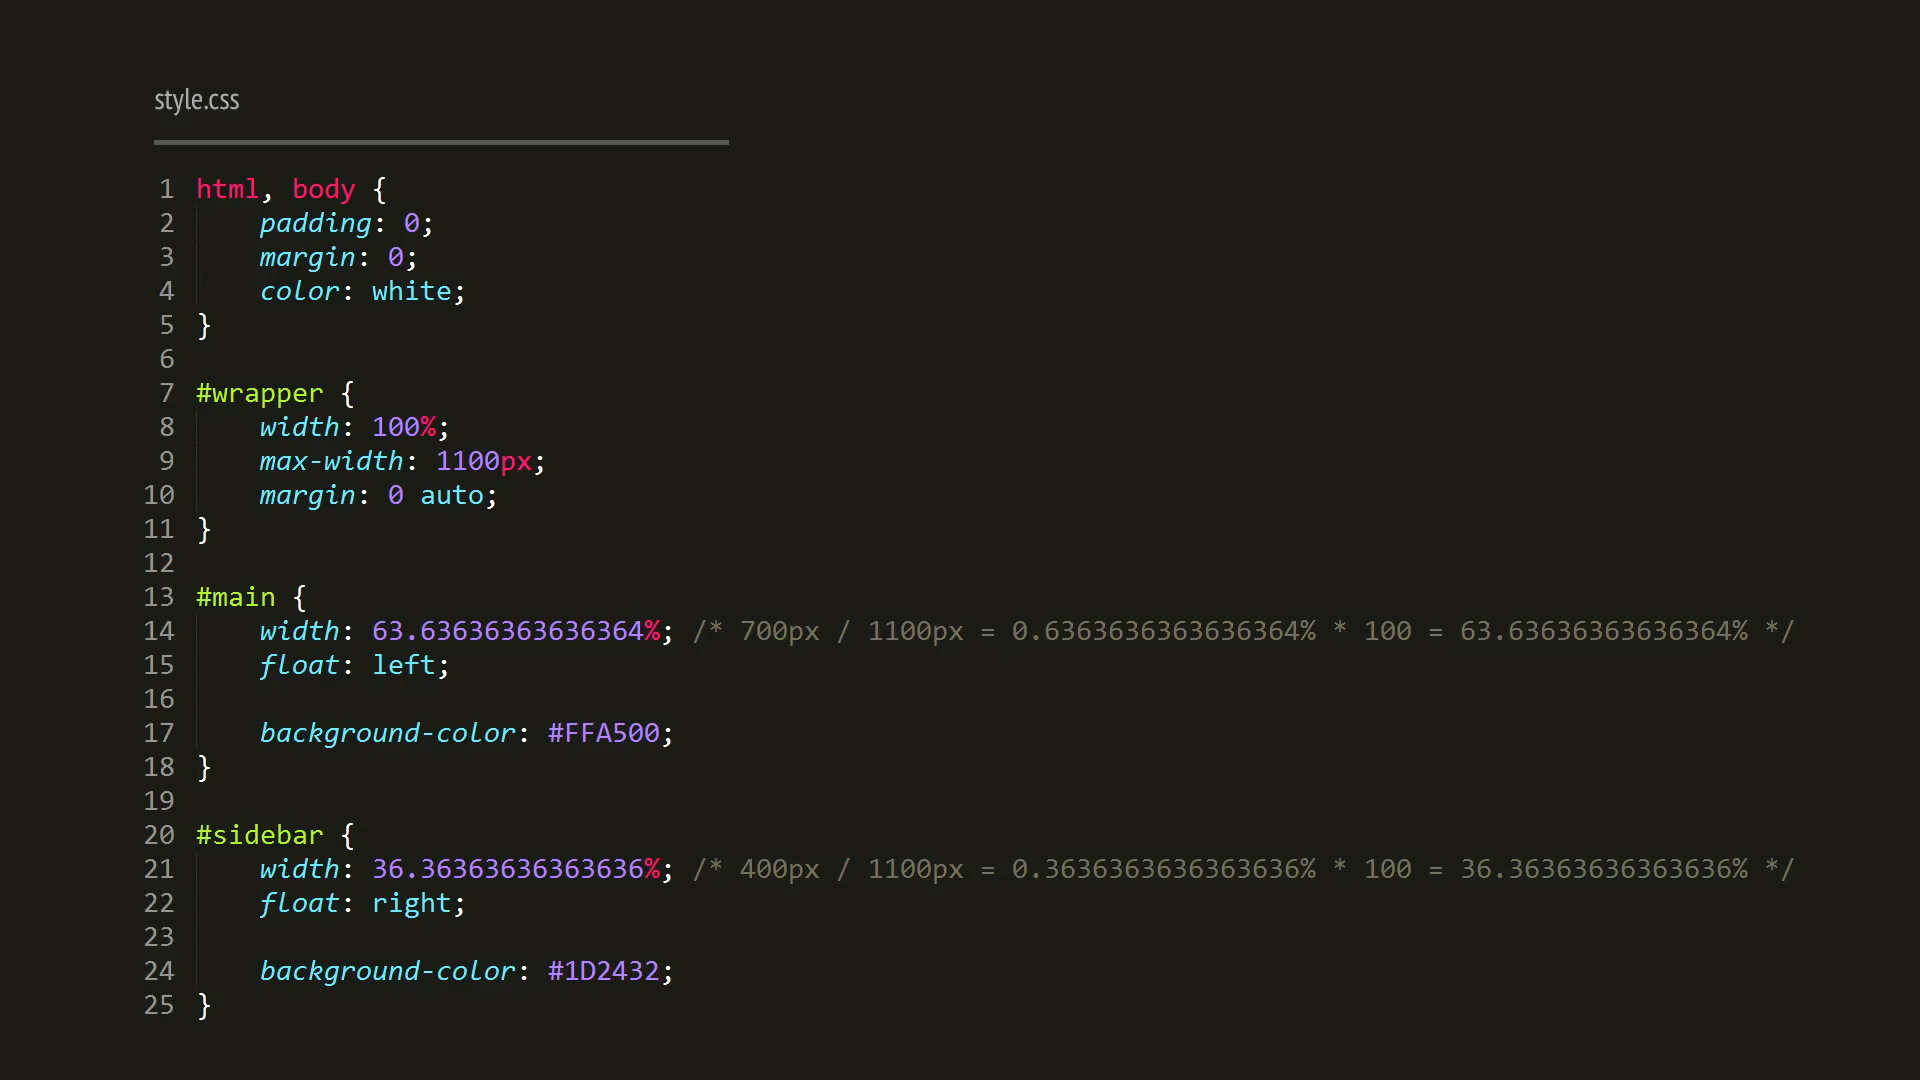 style.css
1 html, body {
2 padding: 0;
3 margin: 0;
4 color: white;
5 }
6
7 #wrapper {
8 width: 100%;
9 max-width: 1100px;
10 margin: 0 auto;
11 }
12
13 #main {
14 width: 63.63636363636364%; /* 700px / 1100px = 0.6363636363636364% * 100 = 63.63636363636364% */
15 float: left;
16
17 background-color: #FFA500;
18 }
19
20 #sidebar {
21 width: 36.36363636363636%; /* 400px / 1100px = 0.3636363636363636% * 100 = 36.36363636363636% */
22 float: right;
23
24 background-color: #1D2432;
25 }